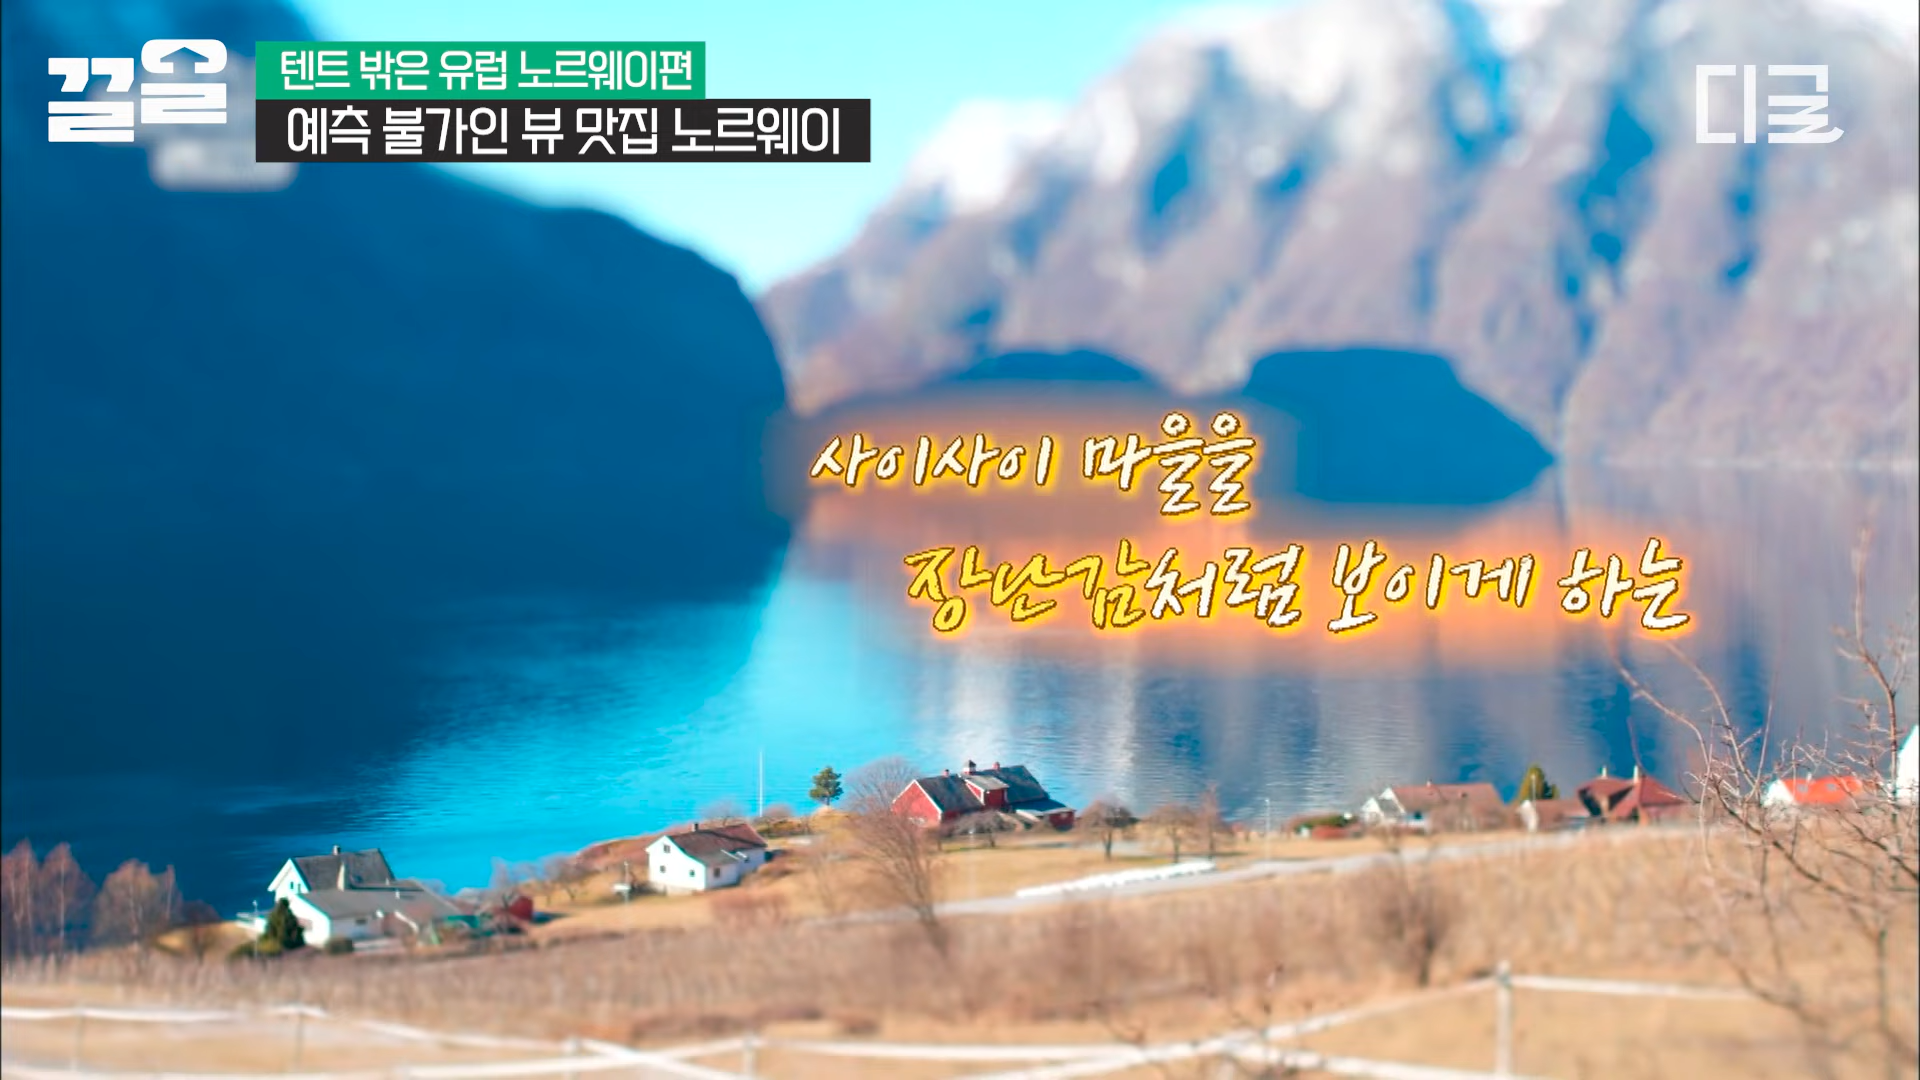 끌올
텐트 밖은 유럽 노르웨이편
예측 불가인 뷰 맛집 노르웨이
디글
사이사이 마을을
장난감처럼 보이게 하는